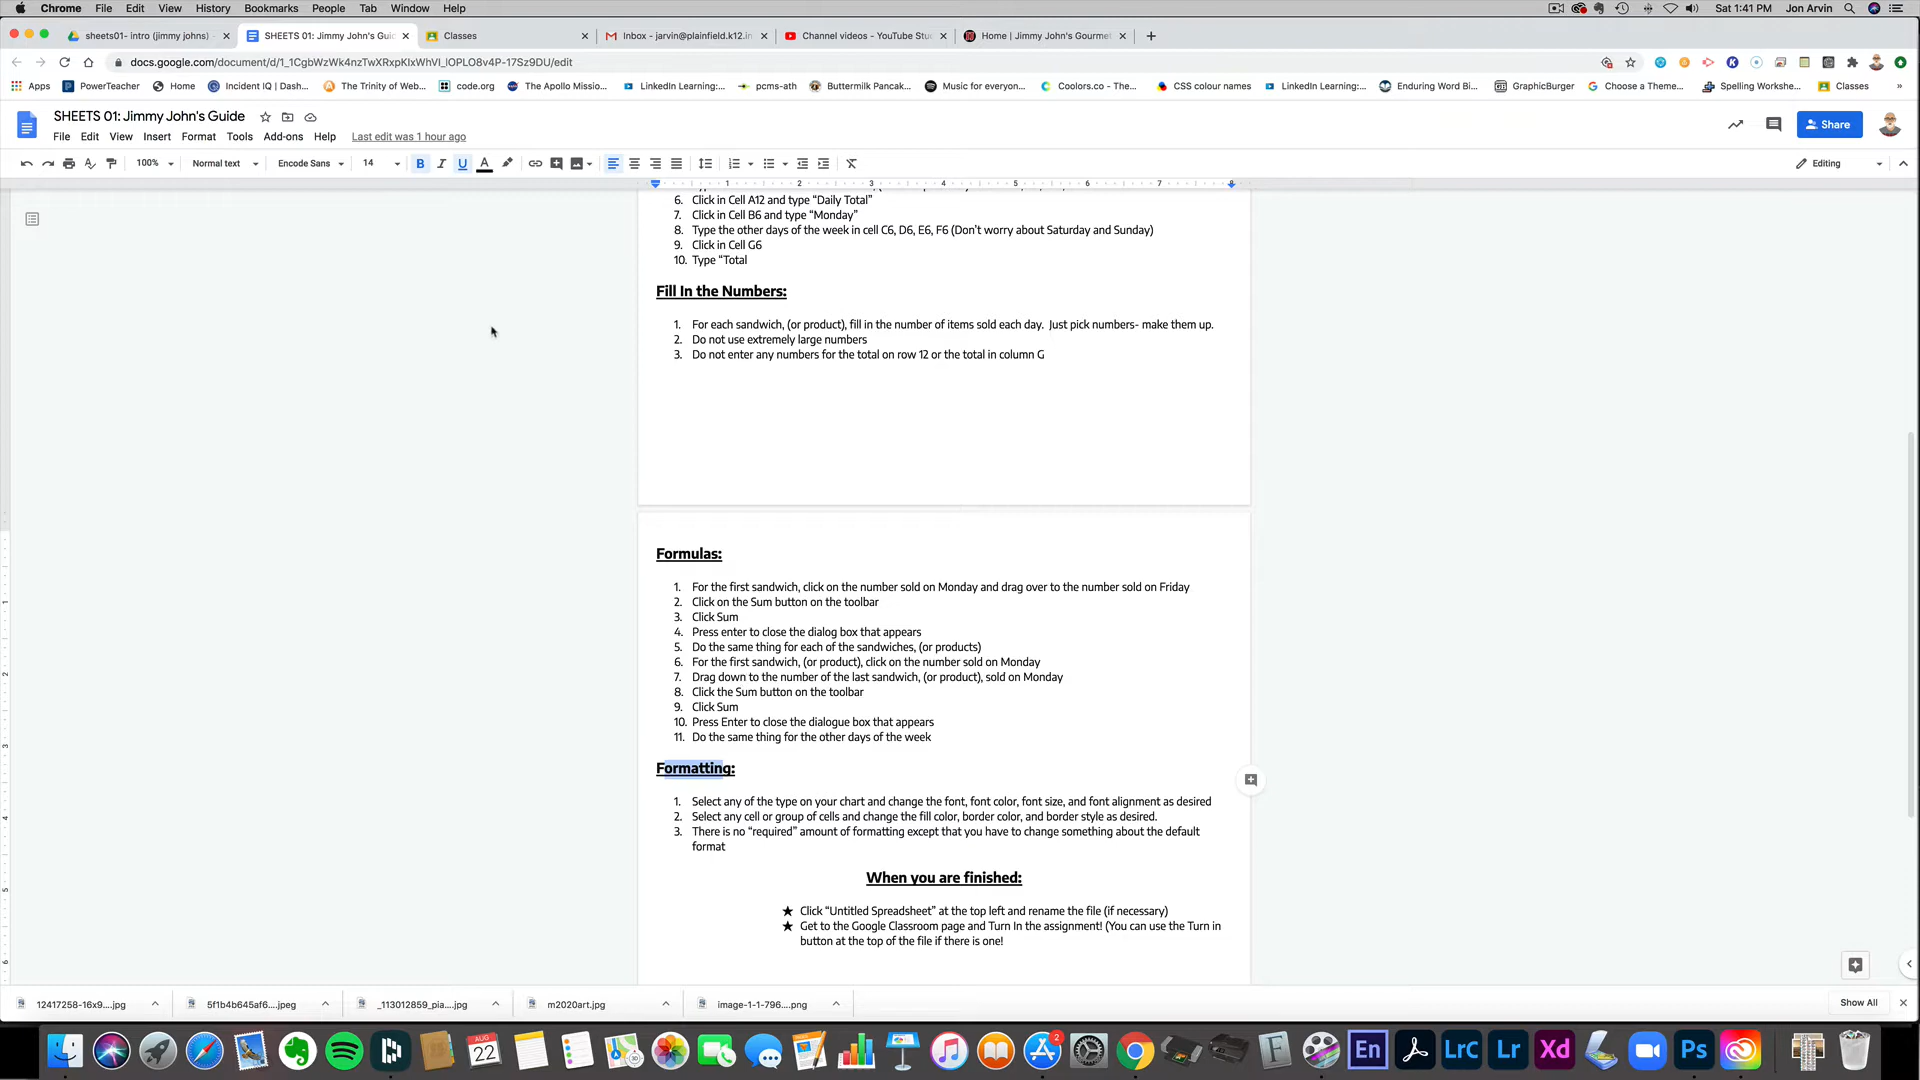 Chrome File Edit View History Bookmarks People Tab Window Help Sat 1:41 PM Jon Arvin
sheets01- intro (jimmy johns) - SHEETS 01: Jimmy John's Guid Classes Inbox - jarvin@plainfield.k12.in Channel videos - YouTube Stu Home | Jimmy John's Gourmet
docs.google.com/document/d/1_1CgbWzWk4nzTwXRxpKIxWhVI_lOPLO8v4P-17Sz9DU/edit
Apps PowerTeacher Home Incident IQ | Dash... The Trinity of Web... code.org The Apollo Missio... LinkedIn Learning:... pcms-ath Buttermilk Pancak... Music for everyon... Coolors.co - The... CSS colour names LinkedIn Learning:... Enduring Word Bi... GraphicBurger Choose a Theme... Spelling Workshe... Classes »
SHEETS 01: Jimmy John's Guide
File Edit View Insert Format Tools Add-ons Help Last edit was 1 hour ago Share
100% Normal text Encode Sans 14 B I U A Editing
1 2 3 4 5 6 7 8
6. Click in Cell A12 and type “Daily Total”
7. Click in Cell B6 and type “Monday”
8. Type the other days of the week in cell C6, D6, E6, F6 (Don’t worry about Saturday and Sunday)
9. Click in Cell G6
10. Type “Total
Fill In the Numbers:
1. For each sandwich, (or product), fill in the number of items sold each day. Just pick numbers- make them up.
2. Do not use extremely large numbers
3. Do not enter any numbers for the total on row 12 or the total in column G
Formulas:
1. For the first sandwich, click on the number sold on Monday and drag over to the number sold on Friday
2. Click on the Sum button on the toolbar
3. Click Sum
4. Press enter to close the dialog box that appears
5. Do the same thing for each of the sandwiches, (or products)
6. For the first sandwich, (or product), click on the number sold on Monday
7. Drag down to the number of the last sandwich, (or product), sold on Monday
8. Click the Sum button on the toolbar
9. Click Sum
10. Press Enter to close the dialogue box that appears
11. Do the same thing for the other days of the week
Formatting:
1. Select any of the type on your chart and change the font, font color, font size, and font alignment as desired
2. Select any cell or group of cells and change the fill color, border color, and border style as desired.
3. There is no “required” amount of formatting except that you have to change something about the default
format
When you are finished:
★ Click “Untitled Spreadsheet” at the top left and rename the file (if necessary)
★ Get to the Google Classroom page and Turn In the assignment! (You can use the Turn in
button at the top of the file if there is one!
12417258-16x9....jpg 5f1b4b645af6....jpeg _113012859_pia....jpg m2020art.jpg image-1-1-796....png Show All
AUG
22
2
En LrC Lr Xd Ps